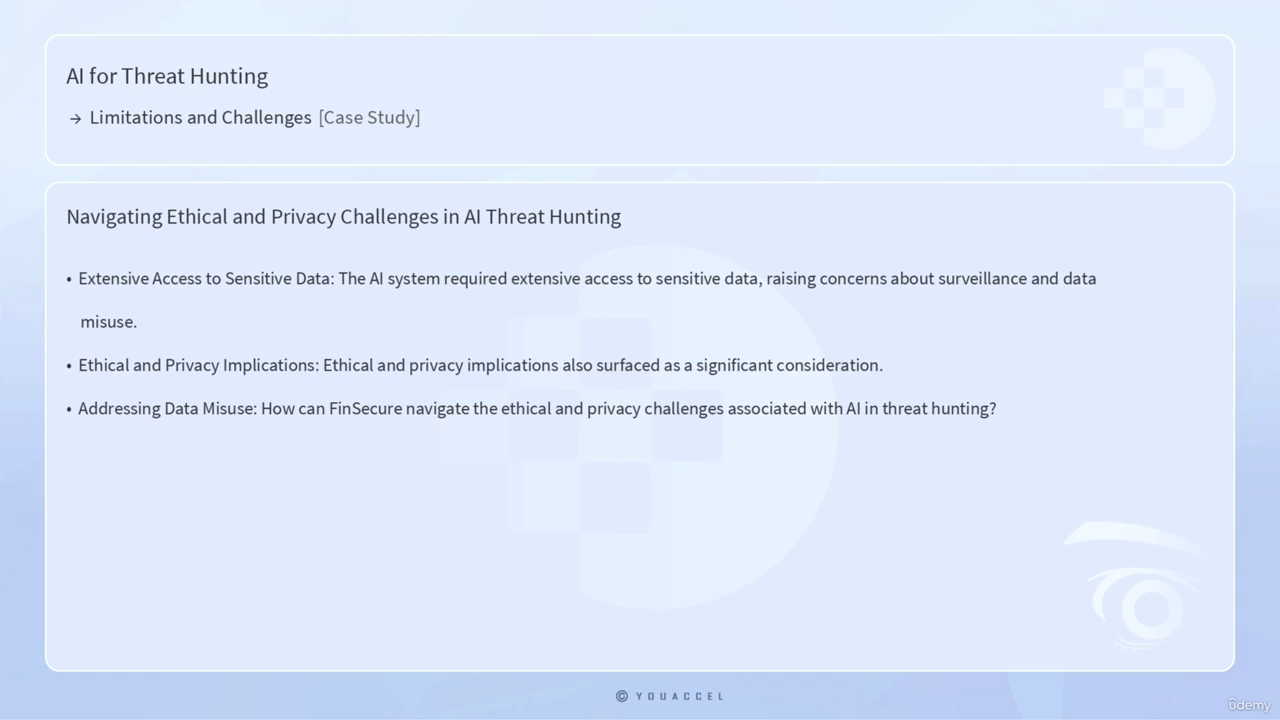 AI for Threat Hunting
→ Limitations and Challenges [Case Study]
Navigating Ethical and Privacy Challenges in AI Threat Hunting
• Extensive Access to Sensitive Data: The AI system required extensive access to sensitive data, raising concerns about surveillance and data
misuse.
• Ethical and Privacy Implications: Ethical and privacy implications also surfaced as a significant consideration.
• Addressing Data Misuse: How can FinSecure navigate the ethical and privacy challenges associated with AI in threat hunting?
© YOUACCEL
ûdemy